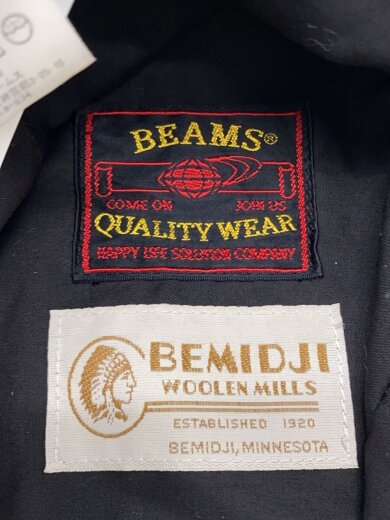 BEAMS®
COME ON JOIN US
QUALITY WEAR
HAPPY LIFE SOLUTION COMPANY
BEMIDJI
WOOLEN MILLS
ESTABLISHED 1920
BEMIDJI, MINNESOTA